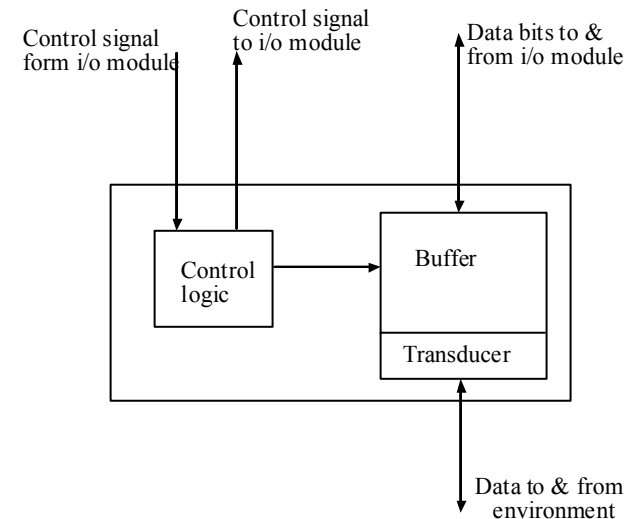 Control signal
form i/o module
Control signal
to i/o module
Data bits to &
from i/o module
Control
logic
Buffer
Transducer
Data to & from
environment